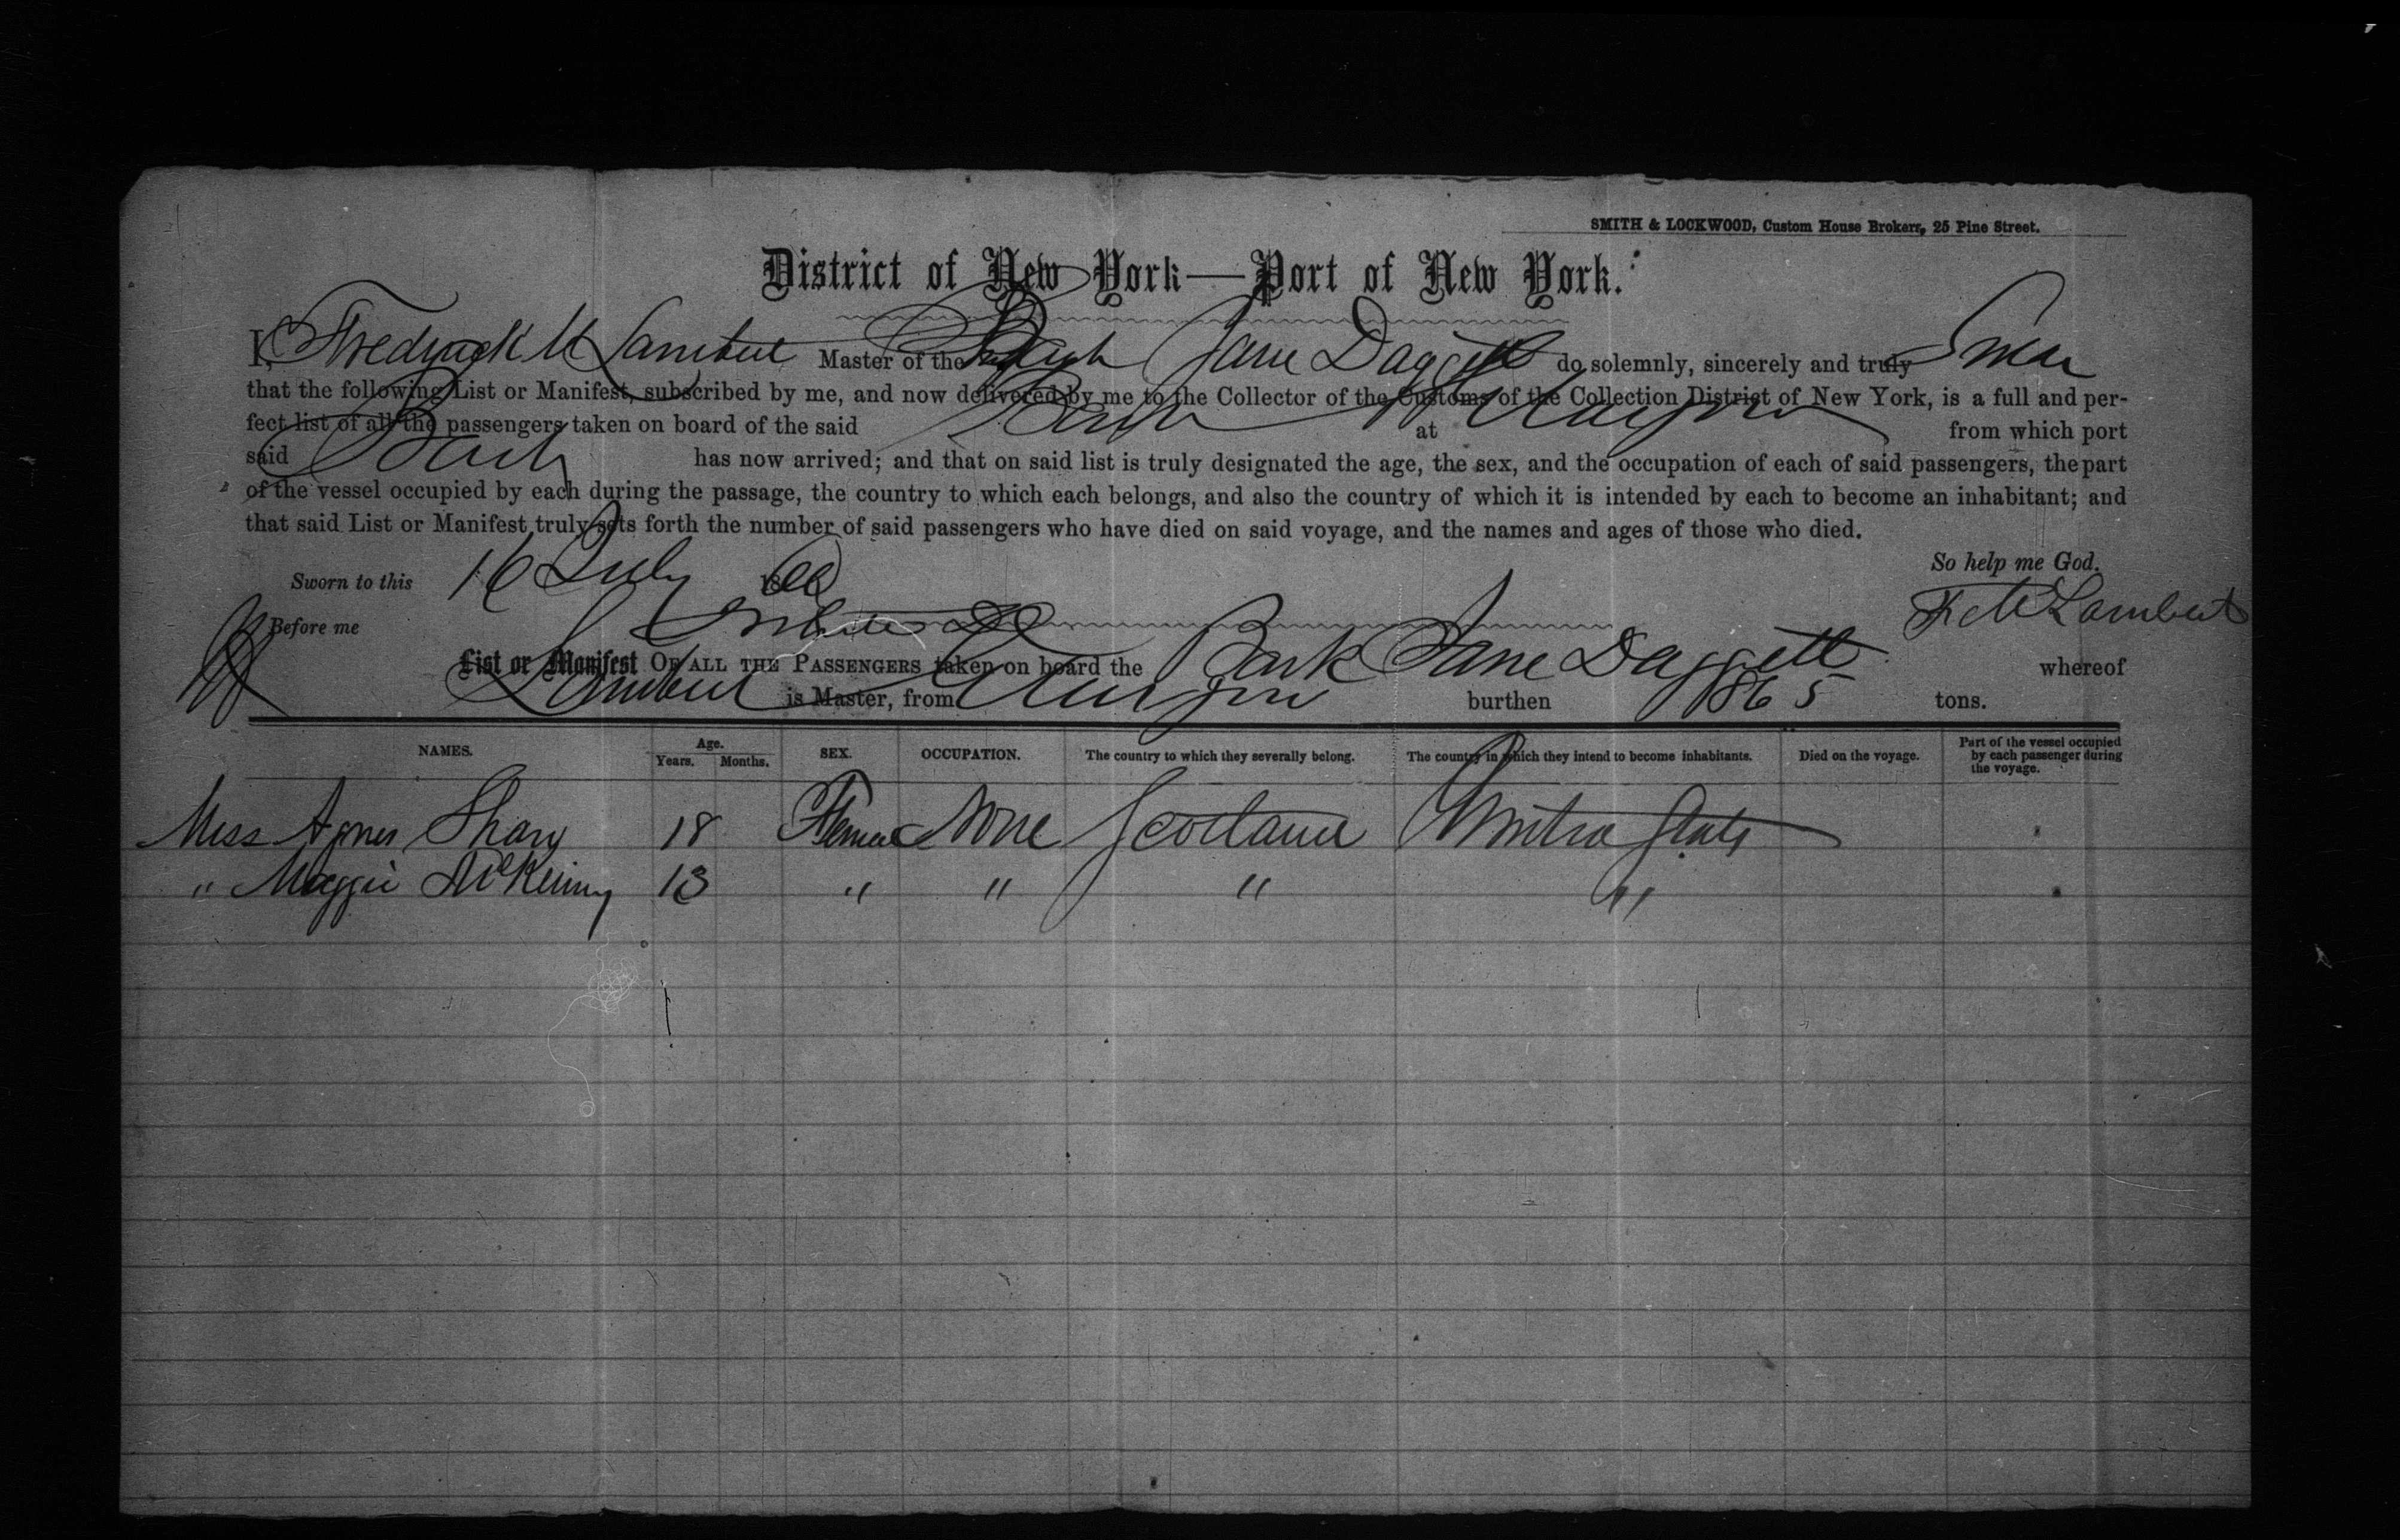 SMITH & LOCKWOOD, Custom House Brokers, 25 Pine Street.
District of New York—Port of New York.
I, Fredrick W Lambert Master of the Bark Jane Daggett do solemnly, sincerely and truly Swear
that the following List or Manifest, subscribed by me, and now delivered by me to the Collector of the Customs of the Collection District of New York, is a full and per-
fect list of all the passengers taken on board of the said Bark at Glasgow from which port
said Bark has now arrived; and that on said list is truly designated the age, the sex, and the occupation of each of said passengers, the part
of the vessel occupied by each during the passage, the country to which each belongs, and also the country of which it is intended by each to become an inhabitant; and
that said List or Manifest truly sets forth the number of said passengers who have died on said voyage, and the names and ages of those who died.
So help me God.
Sworn to this 16 July 1866
F W Lambert
Before me
List or Manifest OF ALL THE PASSENGERS taken on board the Bark Jane Daggett whereof
Lambert is Master, from Glasgow burthen tons.
NAMES. Age. Years. Months. SEX. OCCUPATION. The country to which they severally belong. The country in which they intend to become inhabitants. Died on the voyage. Part of the vessel occupied by each passenger during the voyage.
Miss Agnes Sharp 18 Female None Scotland United States
" Maggie McKenny 13 " " " "